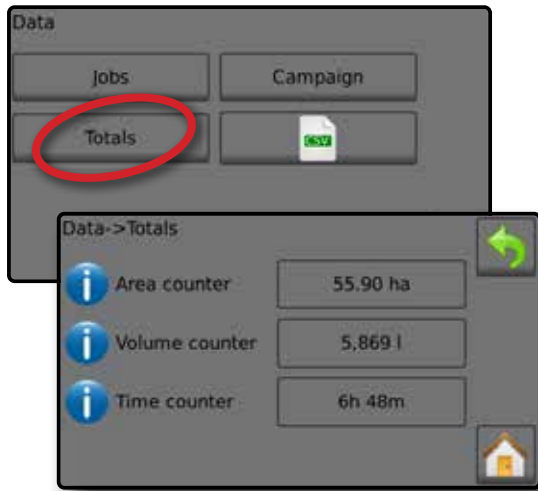 Data
Jobs
Campaign
Totals
CSV
Data->Totals
Area counter
55.90 ha
Volume counter
5,869 l
Time counter
6h 48m